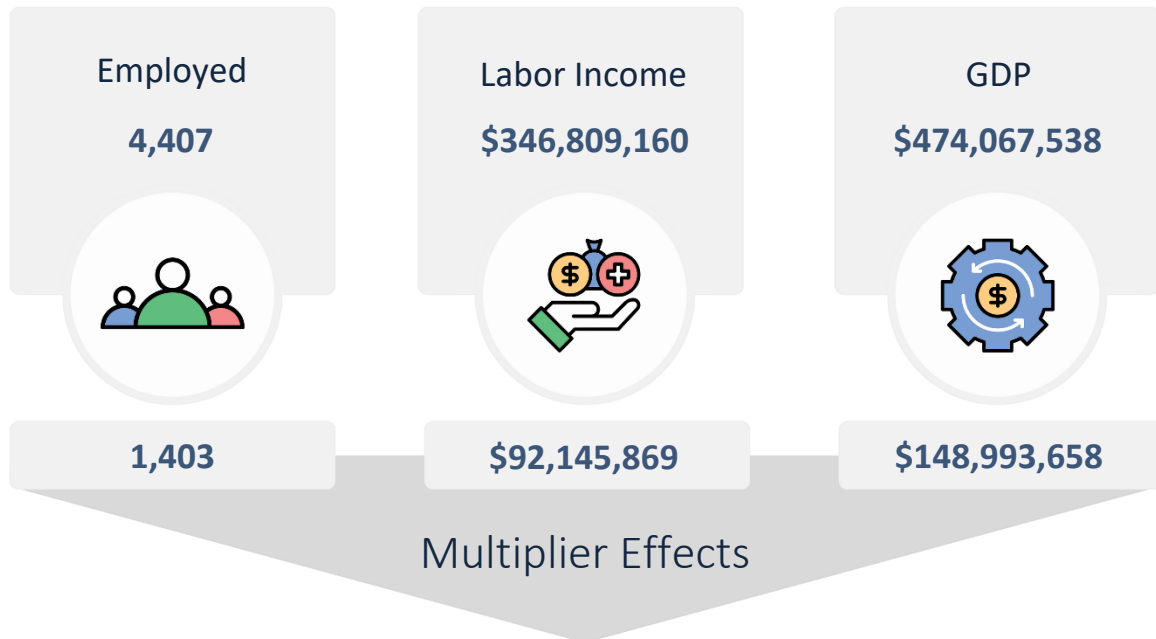 Employed
4,407
Labor Income
$346,809,160
GDP
$474,067,538
$
$
1,403
$92,145,869
$148,993,658
Multiplier Effects